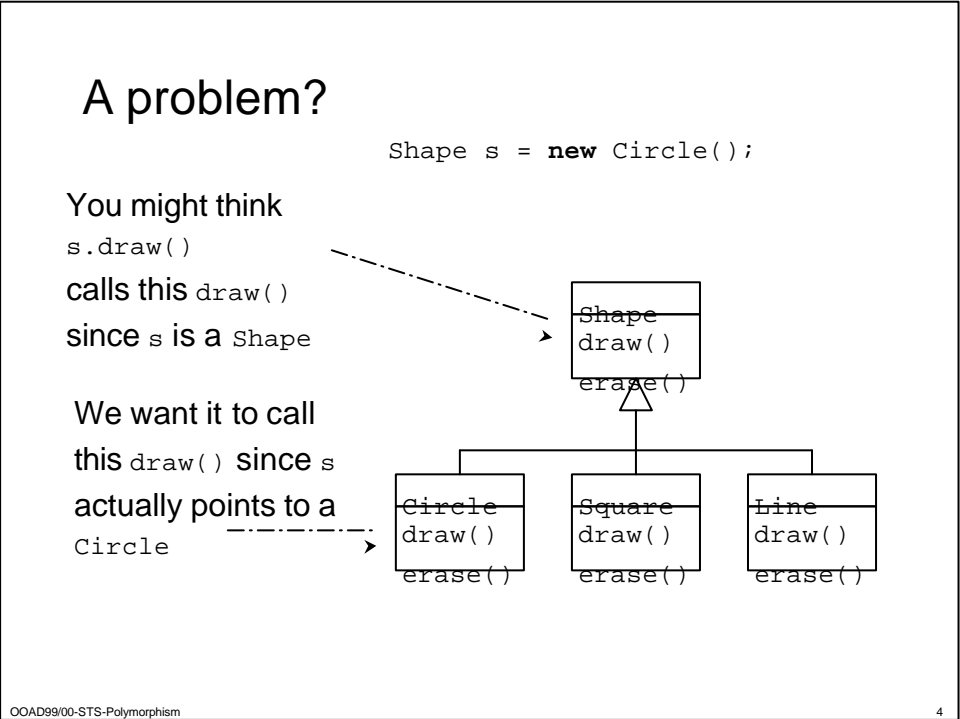 A problem?
Shape s = new Circle();
You might think
s.draw()
calls this draw()
since s is a Shape
Shape
draw()
erase()
We want it to call
this draw() since s
actually points to a
Circle
Circle
draw()
erase()
Square
draw()
erase()
Line
draw()
erase()
OOAD99/00-STS-Polymorphism
4